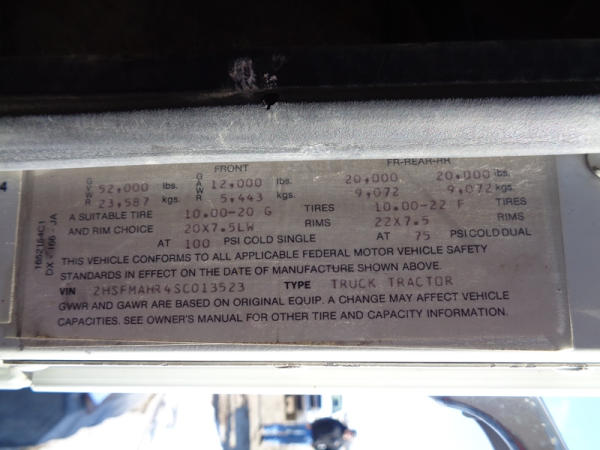 FRONT FR-REAR-RR
GVWR 52,000 lbs. GAWR 12,000 lbs. 20,000 20,000 lbs.
23,587 kgs. 5,443 kgs. 9,072 9,072 kgs.
A SUITABLE TIRE 10.00-20 G TIRES 10.00-22 F TIRES
AND RIM CHOICE 20X7.5LW RIMS 22X7.5 RIMS
AT 100 PSI COLD SINGLE AT 75 PSI COLD DUAL
THIS VEHICLE CONFORMS TO ALL APPLICABLE FEDERAL MOTOR VEHICLE SAFETY
STANDARDS IN EFFECT ON THE DATE OF MANUFACTURE SHOWN ABOVE.
VIN 2HSFMAHR4SC013523 TYPE TRUCK TRACTOR
GVWR AND GAWR ARE BASED ON ORIGINAL EQUIP. A CHANGE MAY AFFECT VEHICLE
CAPACITIES. SEE OWNER'S MANUAL FOR OTHER TIRE AND CAPACITY INFORMATION.
1662164C1
4